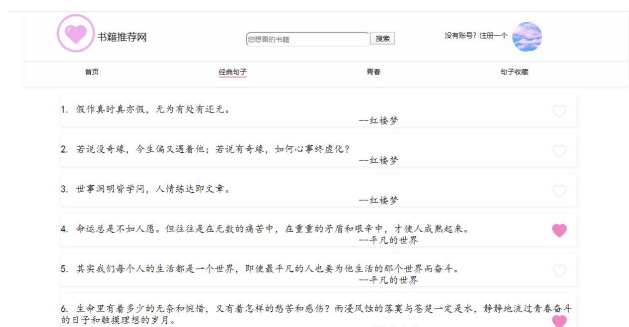 书籍推荐网
您想看的书籍
搜索
没有账号？注册一个
首页
经典句子
青春
句子收藏
1. 假作真时真亦假，无为有处有还无。
--红楼梦
2. 若说没奇缘，今生偏又遇着他；若说有奇缘，如何心事终虚化？
--红楼梦
3. 世事洞明皆学问，人情练达即文章。
--红楼梦
4. 命运总是不如人愿。但往往是在无数的痛苦中，在重重的矛盾和艰辛中，才使人成熟起来。
--平凡的世界
5. 其实我们每个人的生活都是一个世界，即使最平凡的人也要为他生活的那个世界而奋斗。
--平凡的世界
6. 生命里有着多少的无奈和惋惜，又有着怎样的愁苦和感伤？雨浸风蚀的落寞与苍楚一定是水，静静地流过青春奋斗
的日子和触摸理想的岁月。